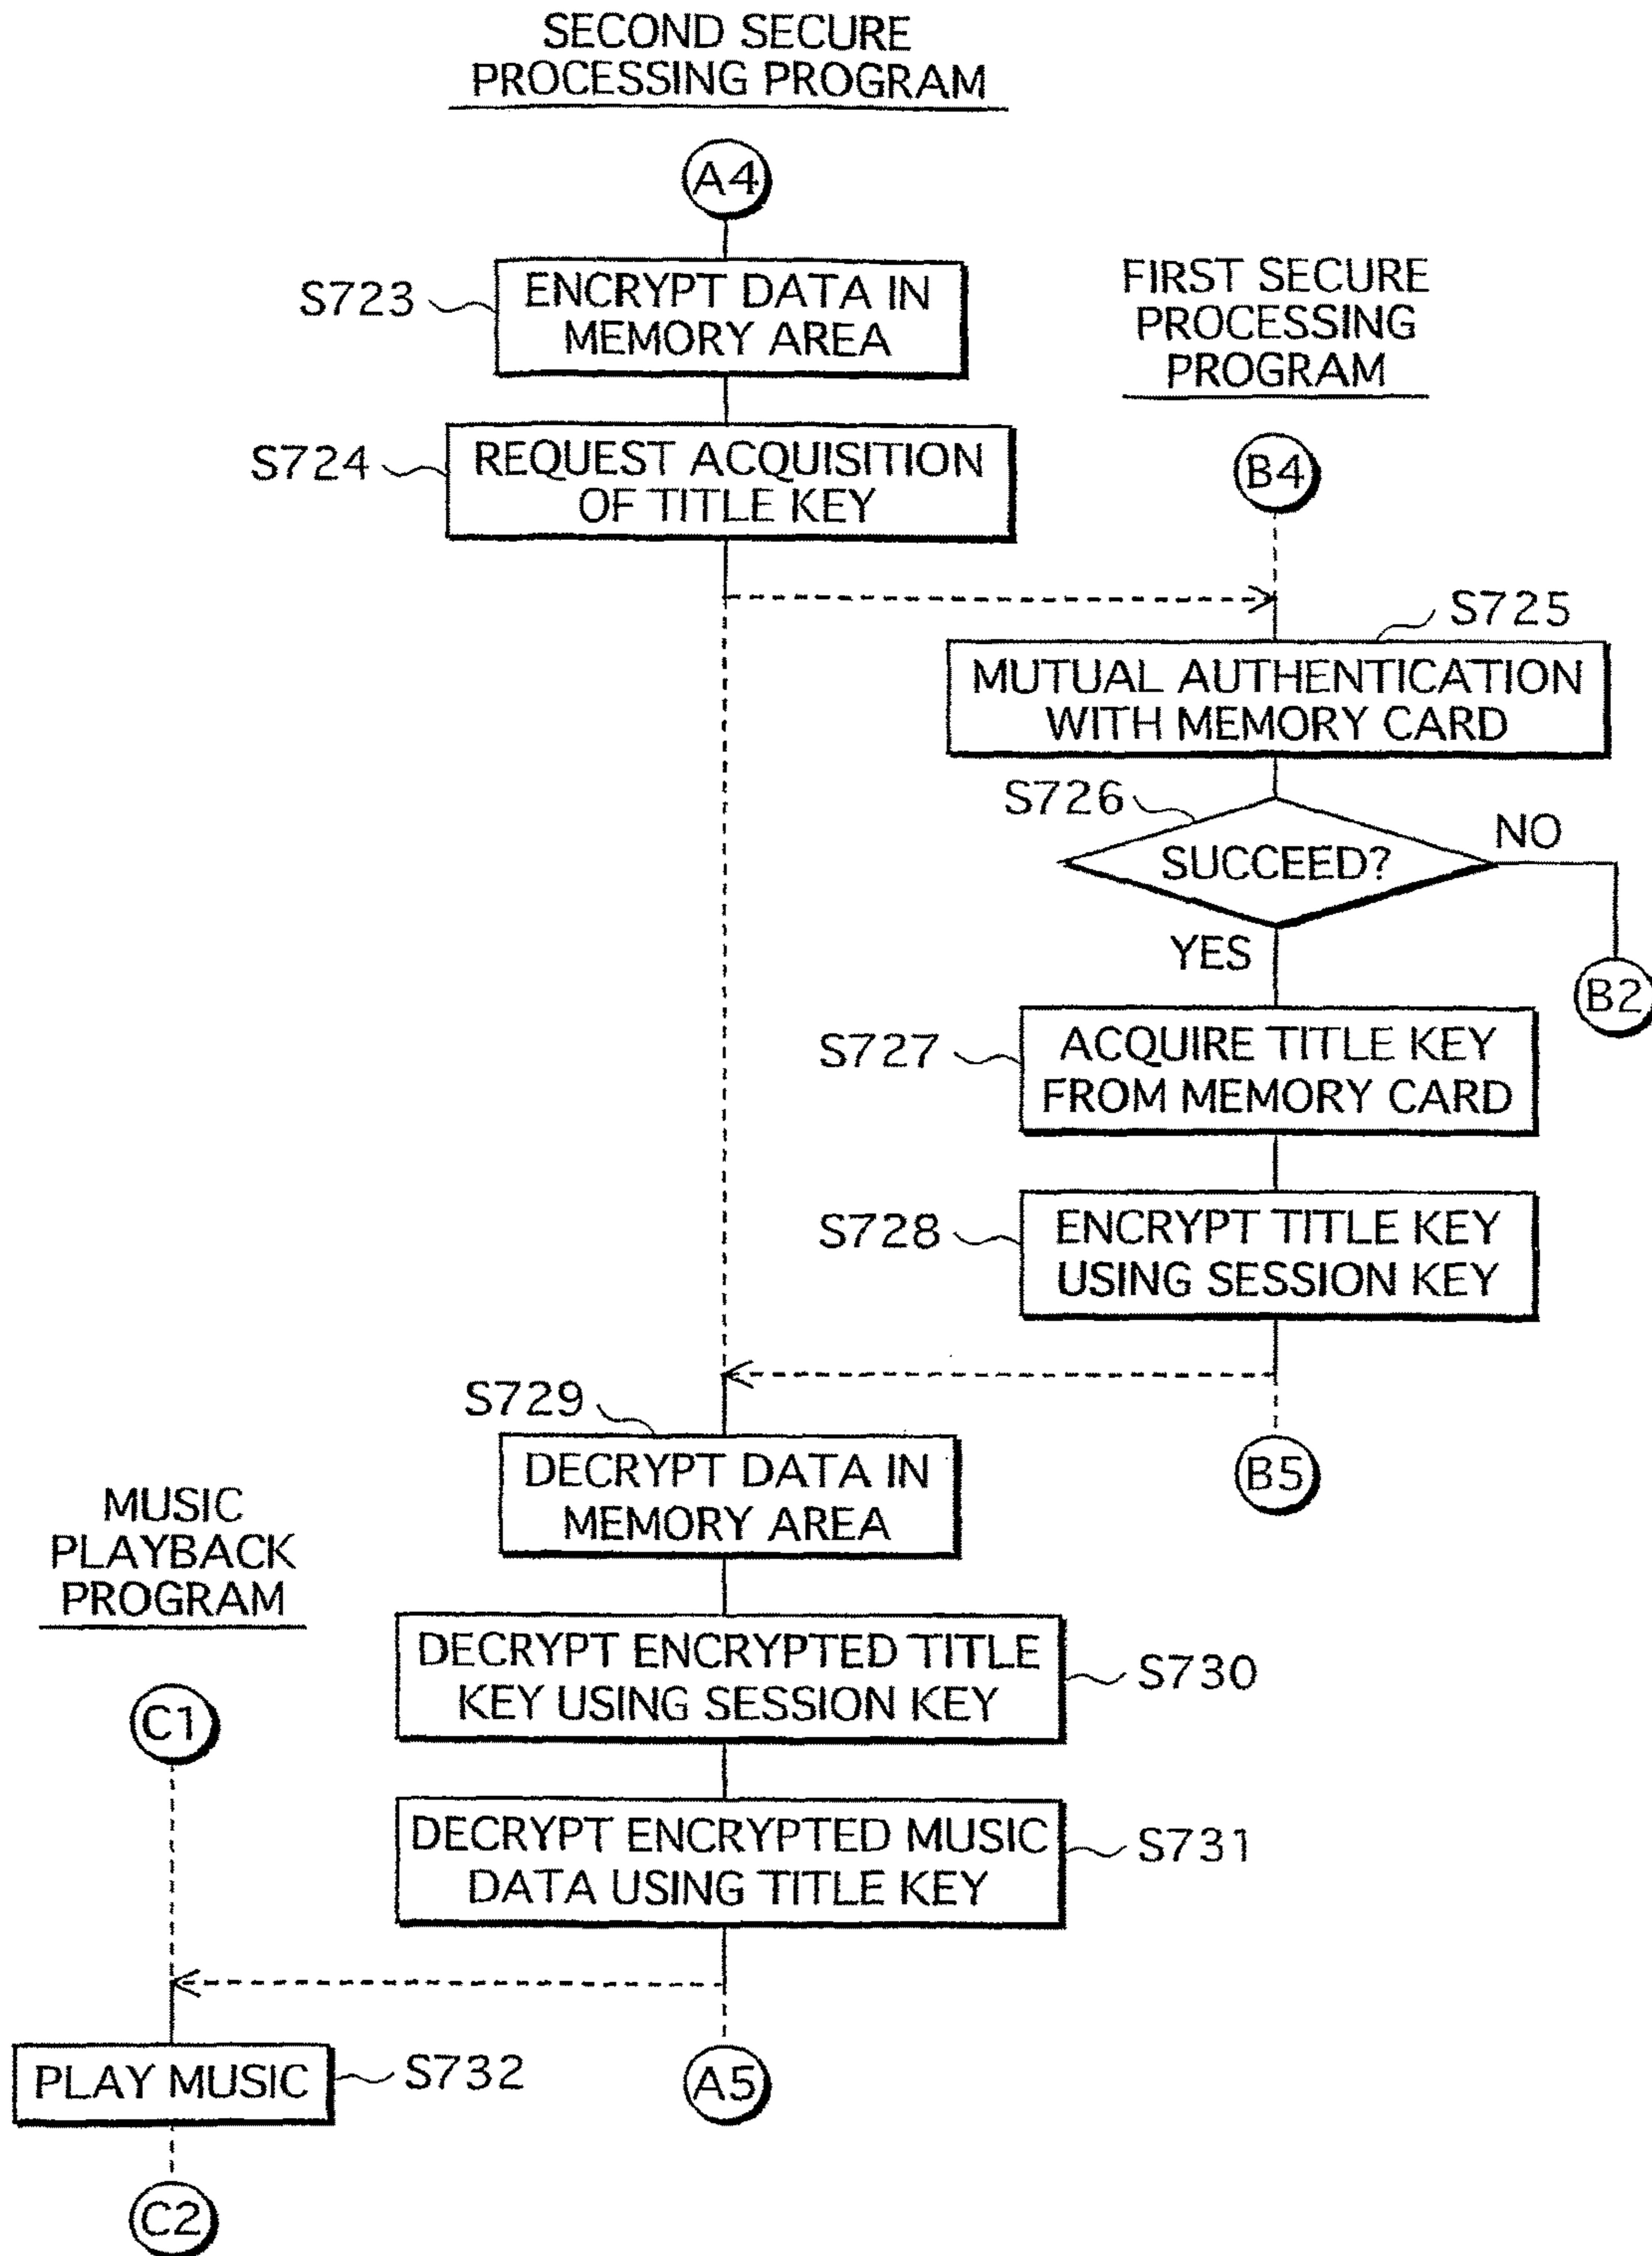 SECOND SECURE
PROCESSING PROGRAM
A4
S723
ENCRYPT DATA IN
MEMORY AREA
FIRST SECURE
PROCESSING
PROGRAM
S724
REQUEST ACQUISITION
OF TITLE KEY
B4
S725
MUTUAL AUTHENTICATION
WITH MEMORY CARD
S726
SUCCEED?
NO
YES
B2
S727
ACQUIRE TITLE KEY
FROM MEMORY CARD
S728
ENCRYPT TITLE KEY
USING SESSION KEY
S729
DECRYPT DATA IN
MEMORY AREA
B5
MUSIC
PLAYBACK
PROGRAM
DECRYPT ENCRYPTED TITLE
KEY USING SESSION KEY
S730
C1
DECRYPT ENCRYPTED MUSIC
DATA USING TITLE KEY
S731
PLAY MUSIC
S732
A5
C2